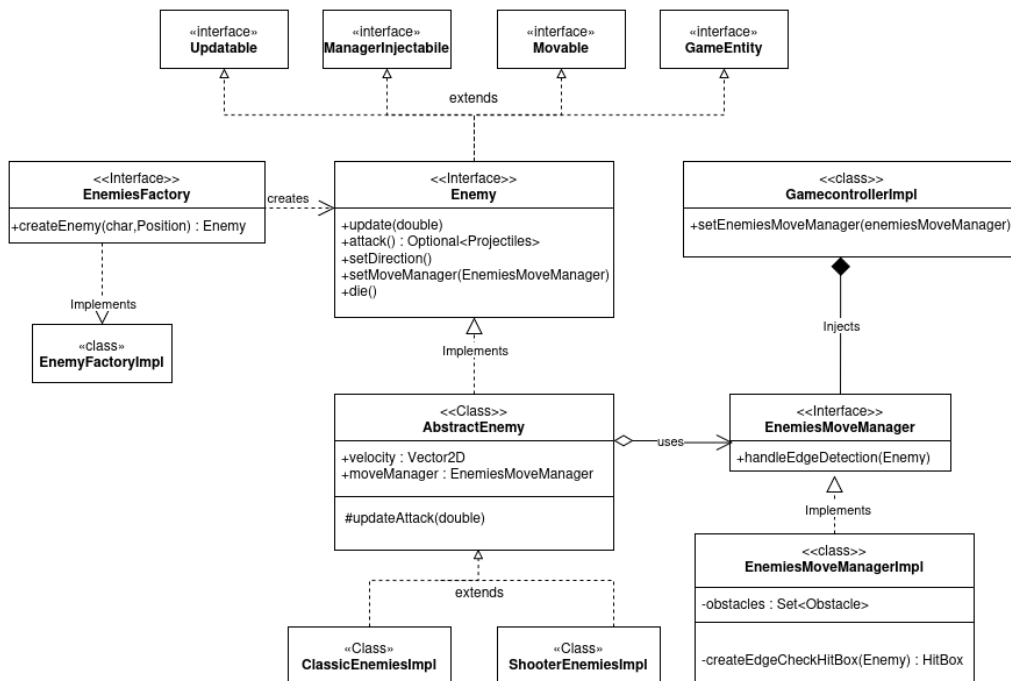 «interface»
Updatable
«interface»
ManagerInjectabile
«interface»
Movable
«interface»
GameEntity
extends
<<Interface>>
EnemiesFactory
+createEnemy(char,Position) : Enemy
creates
<<Interface>>
Enemy
+update(double)
+attack() : Optional<Projectiles>
+setDirection()
+setMoveManager(EnemiesMoveManager)
+die()
<<class>>
GamecontrollerImpl
+setEnemiesMoveManager(enemiesMoveManager)
Implements
«class»
EnemyFactoryImpl
Implements
Injects
<<Class>>
AbstractEnemy
+velocity : Vector2D
+moveManager : EnemiesMoveManager
#updateAttack(double)
uses
<<Interface>>
EnemiesMoveManager
+handleEdgeDetection(Enemy)
Implements
<<class>>
EnemiesMoveManagerImpl
-obstacles : Set<Obstacle>
-createEdgeCheckHitBox(Enemy) : HitBox
extends
«Class»
ClassicEnemiesImpl
«Class»
ShooterEnemiesImpl